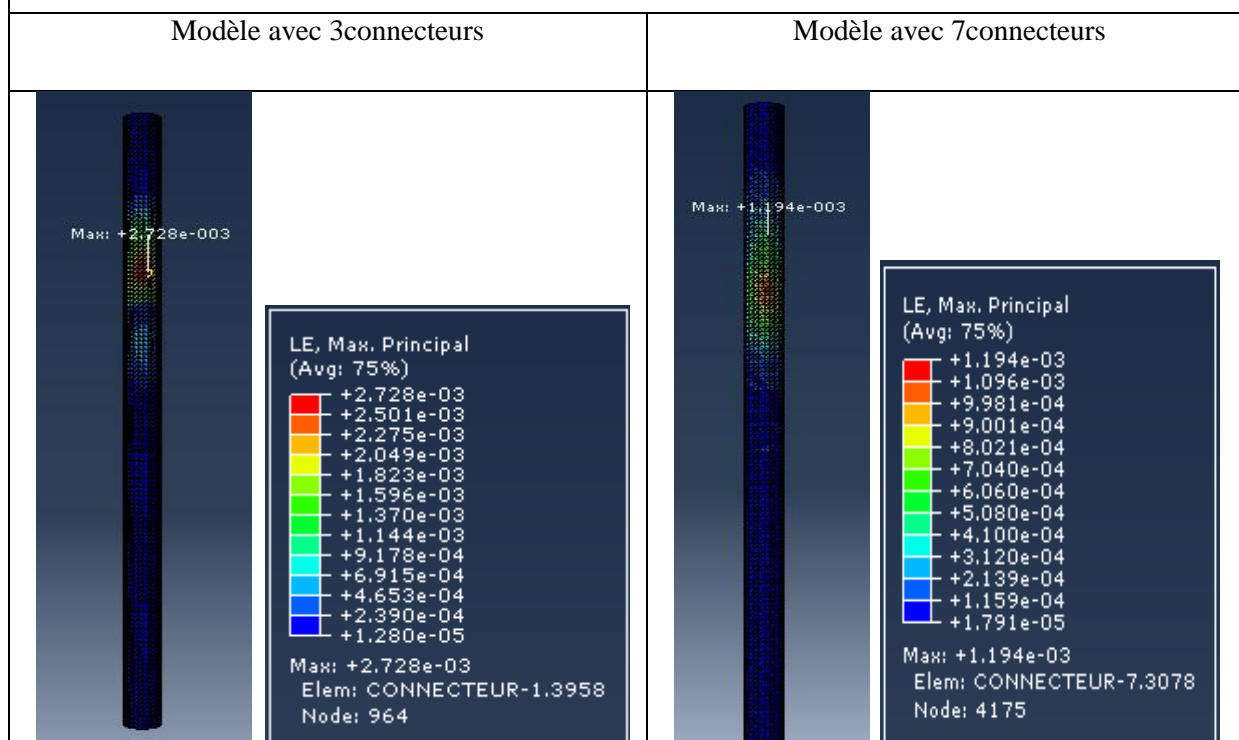 Modèle avec 3connecteurs
Modèle avec 7connecteurs
Max: +2.728e-003
LE, Max. Principal
(Avg: 75%)
+2.728e-03
+2.501e-03
+2.275e-03
+2.049e-03
+1.823e-03
+1.596e-03
+1.370e-03
+1.144e-03
+9.178e-04
+6.915e-04
+4.653e-04
+2.390e-04
+1.280e-05
Max: +2.728e-03
Elem: CONNECTEUR-1.3958
Node: 964
Max: +1.194e-003
LE, Max. Principal
(Avg: 75%)
+1.194e-03
+1.096e-03
+9.981e-04
+9.001e-04
+8.021e-04
+7.040e-04
+6.060e-04
+5.080e-04
+4.100e-04
+3.120e-04
+2.139e-04
+1.159e-04
+1.791e-05
Max: +1.194e-03
Elem: CONNECTEUR-7.3078
Node: 4175